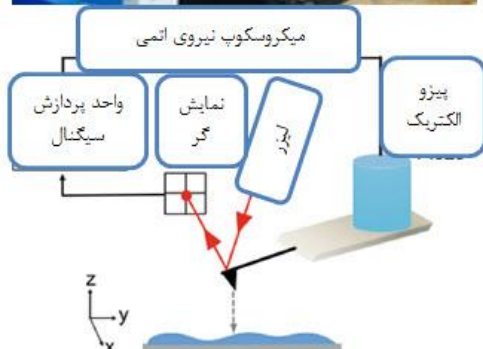 میکروسکوپ نیروی اتمی
پیزو
الکتریک
واحد پردازش
سیگنال
نمایش
گر
لیزر
z
y
x